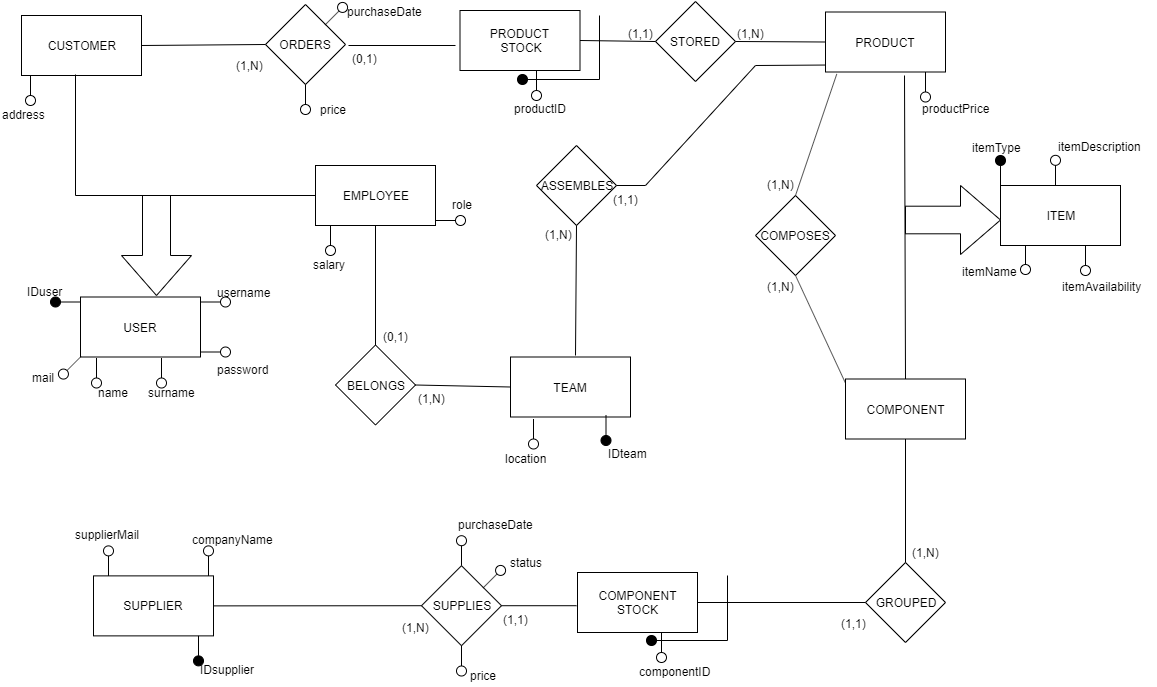 purchaseDate
CUSTOMER
ORDERS
PRODUCT
STOCK
(1,1)
STORED
(1,N)
PRODUCT
(1,N)
(0,1)
address
price
productID
productPrice
itemType
itemDescription
EMPLOYEE
role
ASSEMBLES
(1,1)
(1,N)
ITEM
salary
(1,N)
COMPOSES
itemName
itemAvailability
(1,N)
IDuser
username
USER
password
mail
name
surname
(0,1)
BELONGS
(1,N)
TEAM
COMPONENT
location
IDteam
supplierMail
companyName
purchaseDate
status
(1,N)
SUPPLIER
SUPPLIES
COMPONENT
STOCK
GROUPED
(1,N)
(1,1)
(1,1)
IDsupplier
price
componentID